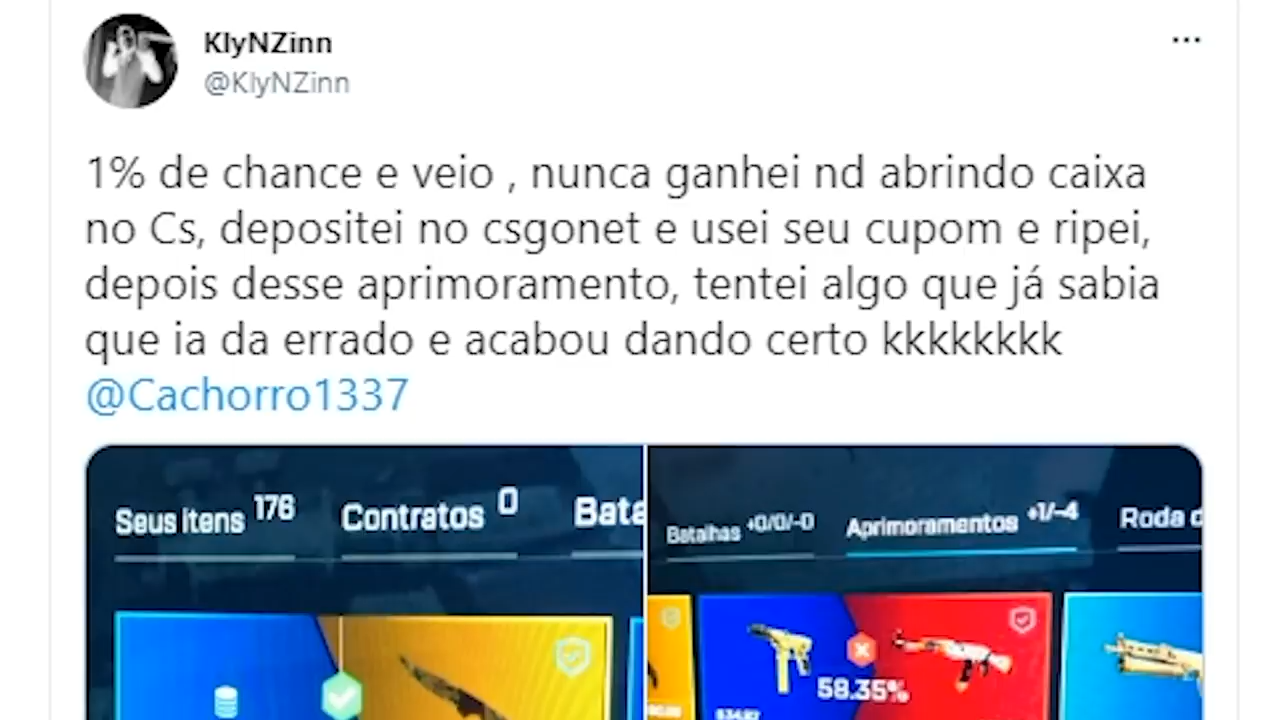 KlyNZinn
@KlyNZinn
1% de chance e veio , nunca ganhei nd abrindo caixa
no Cs, depositei no csgonet e usei seu cupom e ripei,
depois desse aprimoramento, tentei algo que já sabia
que ia da errado e acabou dando certo kkkkkkkk
@Cachorro1337
Seus itens 176 Contratos 0 Bata
Batalhas +0/0/-0 Aprimoramentos +1/-4 Roda d
58.35%